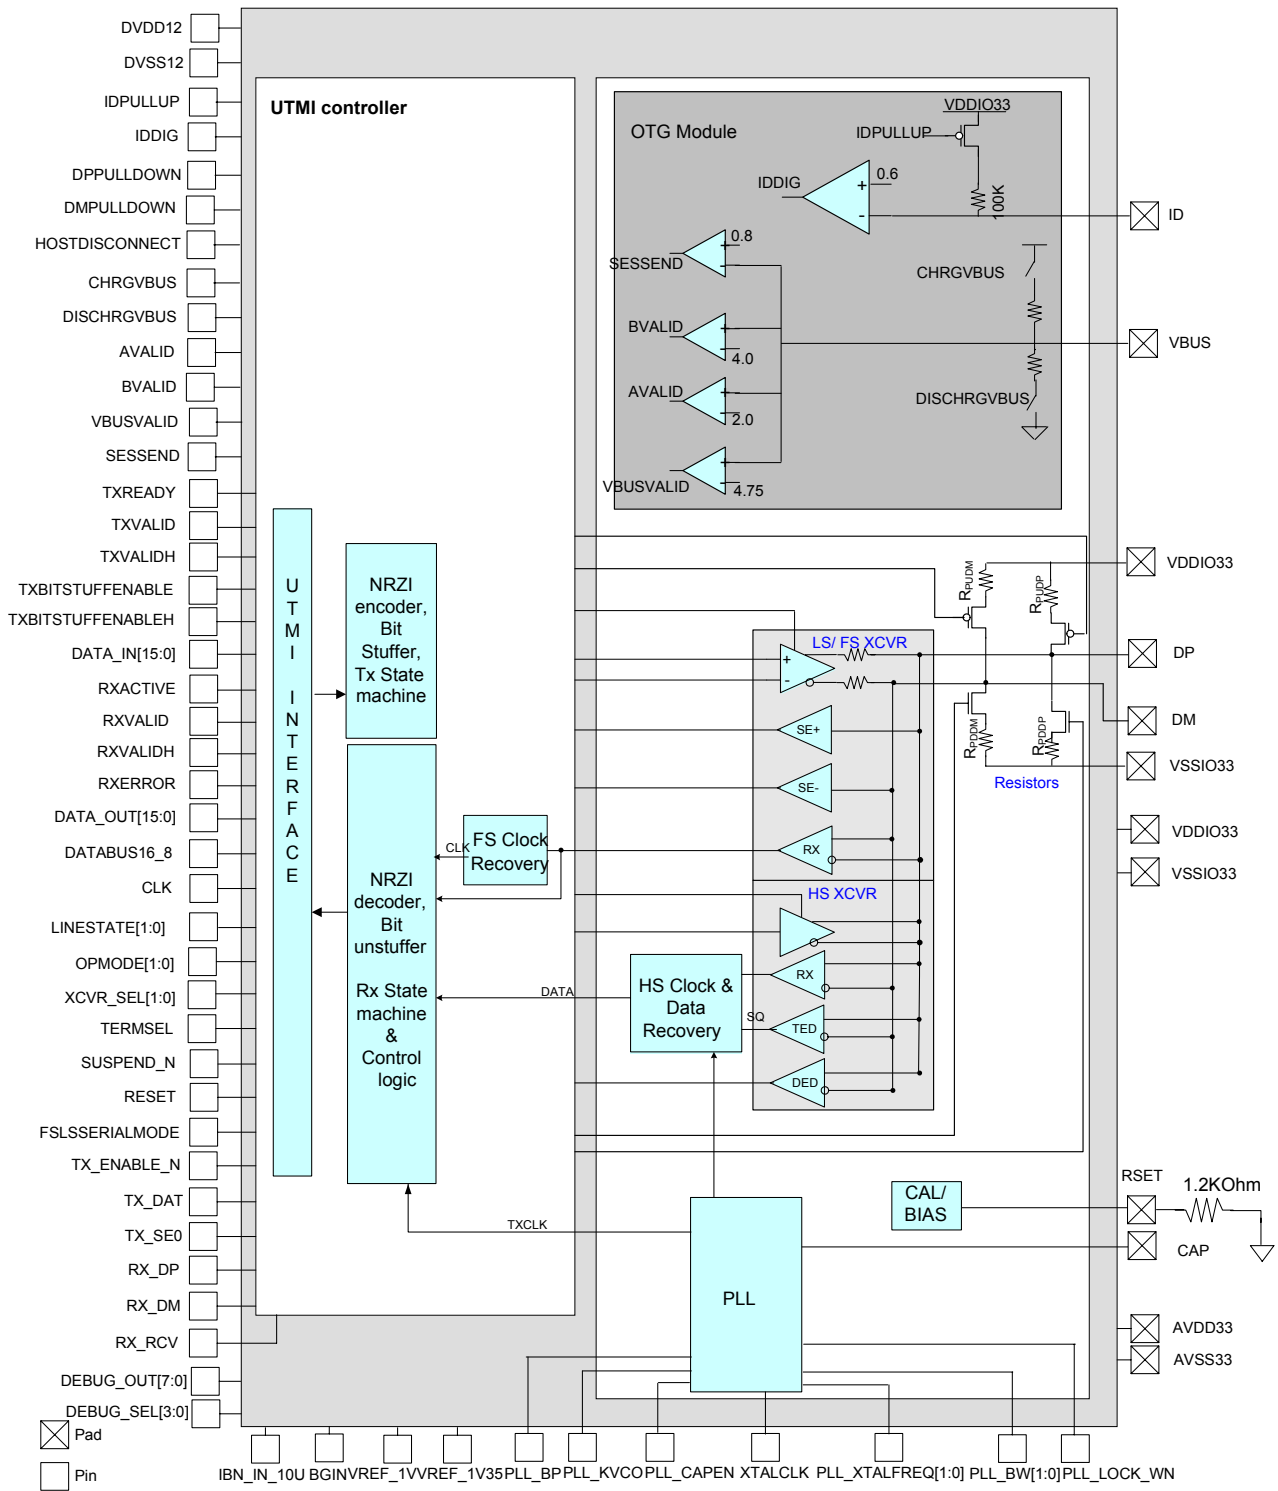 DVDD12
DVSS12
IDPULLUP
IDDIG
DPPULLDOWN
DMPULLDOWN
HOSTDISCONNECT
CHRGVBUS
DISCHRGVBUS
AVALID
BVALID
VBUSVALID
SESSEND
TXREADY
TXVALID
TXVALIDH
TXBITSTUFFENABLE
TXBITSTUFFENABLEH
DATA_IN[15:0]
RXACTIVE
RXVALID
RXVALIDH
RXERROR
DATA_OUT[15:0]
DATABUS16_8
CLK
LINESTATE[1:0]
OPMODE[1:0]
XCVR_SEL[1:0]
TERMSEL
SUSPEND_N
RESET
FSLSSERIALMODE
TX_ENABLE_N
TX_DAT
TX_SE0
RX_DP
RX_DM
RX_RCV
DEBUG_OUT[7:0]
DEBUG_SEL[3:0]
Pad
Pin
UTMI controller
UTMI INTERFACE
NRZI
encoder,
Bit
Stuffer,
Tx State
machine
NRZI
decoder,
Bit
unstuffer
Rx State
machine
&
Control
logic
CLK
FS Clock
Recovery
DATA
TXCLK
OTG Module
VDDIO33
IDPULLUP
IDDIG
+
0.6
-
100K
0.8
+
-
SESSEND
CHRGVBUS
BVALID
+
-
4.0
AVALID
+
-
2.0
DISCHRGVBUS
VBUSVALID
+
-
4.75
LS/ FS XCVR
+
-
SE+
SE-
RX
HS XCVR
RX
TED
DED
SQ
HS Clock &
Data
Recovery
RPUDM
RPUDP
RPDDM
RPDDP
Resistors
CAL/
BIAS
PLL
ID
VBUS
VDDIO33
DP
DM
VSSIO33
VDDIO33
VSSIO33
RSET
1.2KOhm
CAP
AVDD33
AVSS33
IBN_IN_10U
BGIN
VREF_1V
VREF_1V35
PLL_BP
PLL_KVCO
PLL_CAPEN
XTALCLK
PLL_XTALFREQ[1:0]
PLL_BW[1:0]
PLL_LOCK_WN